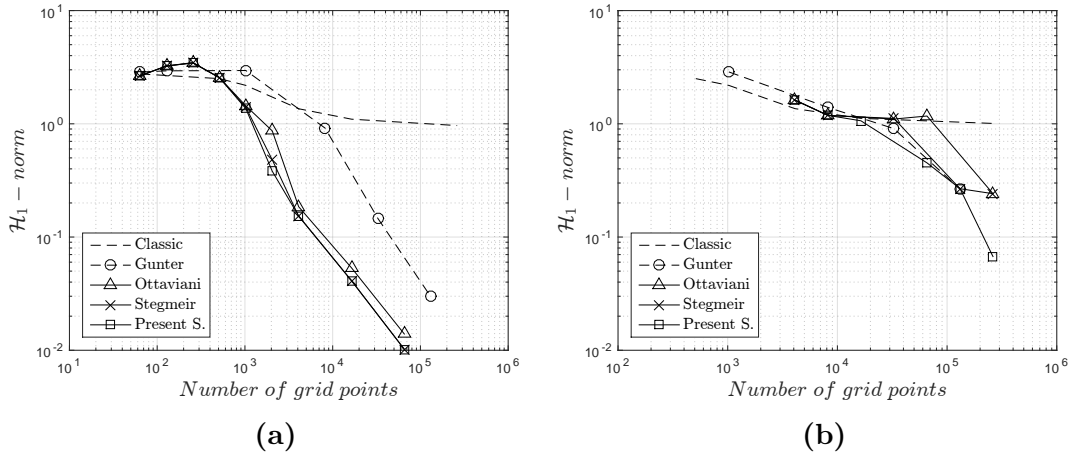 10^1
10^0
10^-1
10^-2
ℋ₁ − norm
Classic
Gunter
Ottaviani
Stegmeir
Present S.
10^1 10^2 10^3 10^4 10^5 10^6
Number of grid points
(a)
10^1
10^0
10^-1
10^-2
ℋ₁ − norm
Classic
Gunter
Ottaviani
Stegmeir
Present S.
10^2 10^3 10^4 10^5 10^6
Number of grid points
(b)